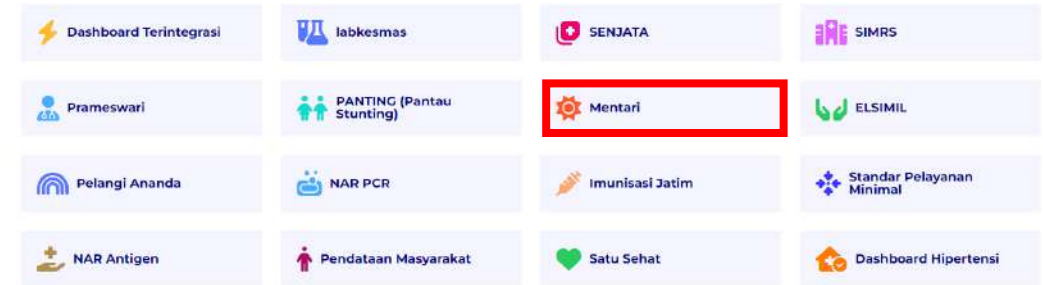 Dashboard Terintegrasi
labkesmas
SENJATA
SIMRS
Prameswari
PANTING (Pantau
Stunting)
Mentari
ELSIMIL
Pelangi Ananda
NAR PCR
Imunisasi Jatim
Standar Pelayanan
Minimal
NAR Antigen
Pendataan Masyarakat
Satu Sehat
Dashboard Hipertensi